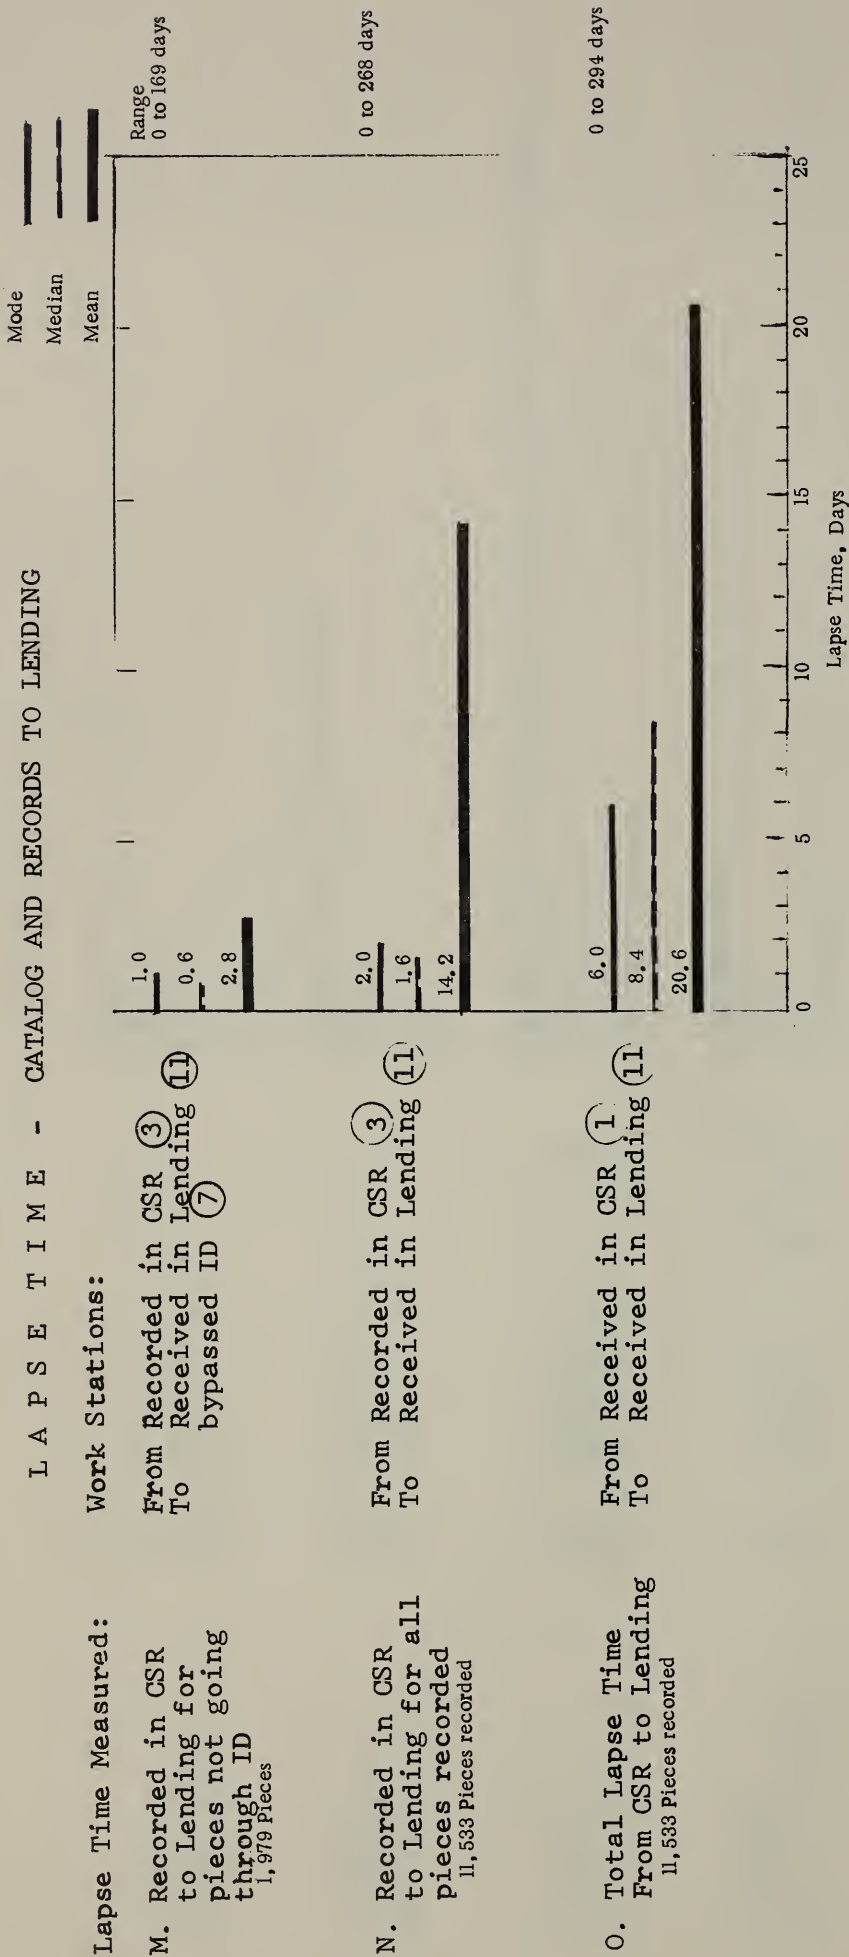 L A P S E  T I M E  -  CATALOG AND RECORDS TO LENDING
Mode
Median
Mean
Lapse Time Measured:
Work Stations:
Range
M. Recorded in CSR
to Lending for
pieces not going
through ID
1,979 Pieces
From Recorded in CSR 3
To Received in Lending 11
bypassed ID 7
1.0
0.6
2.8
0 to 169 days
N. Recorded in CSR
to Lending for all
pieces recorded
11,533 Pieces recorded
From Recorded in CSR 3
To Received in Lending 11
2.0
1.6
14.2
0 to 268 days
O. Total Lapse Time
From CSR to Lending
11,533 Pieces recorded
From Received in CSR 1
To Received in Lending 11
6.0
8.4
20.6
0 to 294 days
0 5 10 15 20 25
Lapse Time, Days